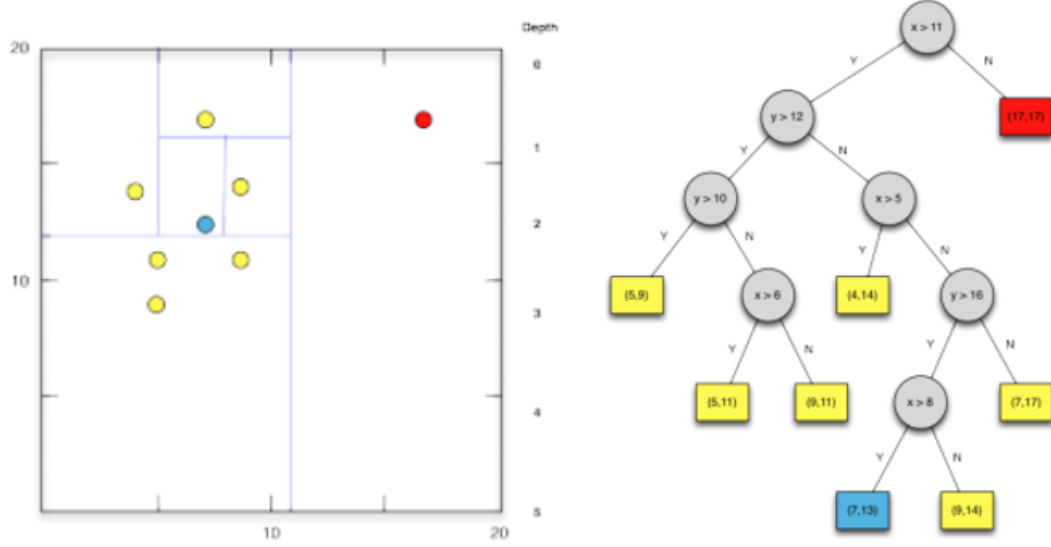 Depth
20
0
1
2
10
3
4
5
10
20
x > 11
Y
N
y > 12
(17,17)
Y
N
y > 10
x > 5
Y
N
Y
N
(5,9)
x > 6
(4,14)
y > 16
Y
N
Y
N
(5,11)
(9,11)
x > 8
(7,17)
Y
N
(7,13)
(9,14)